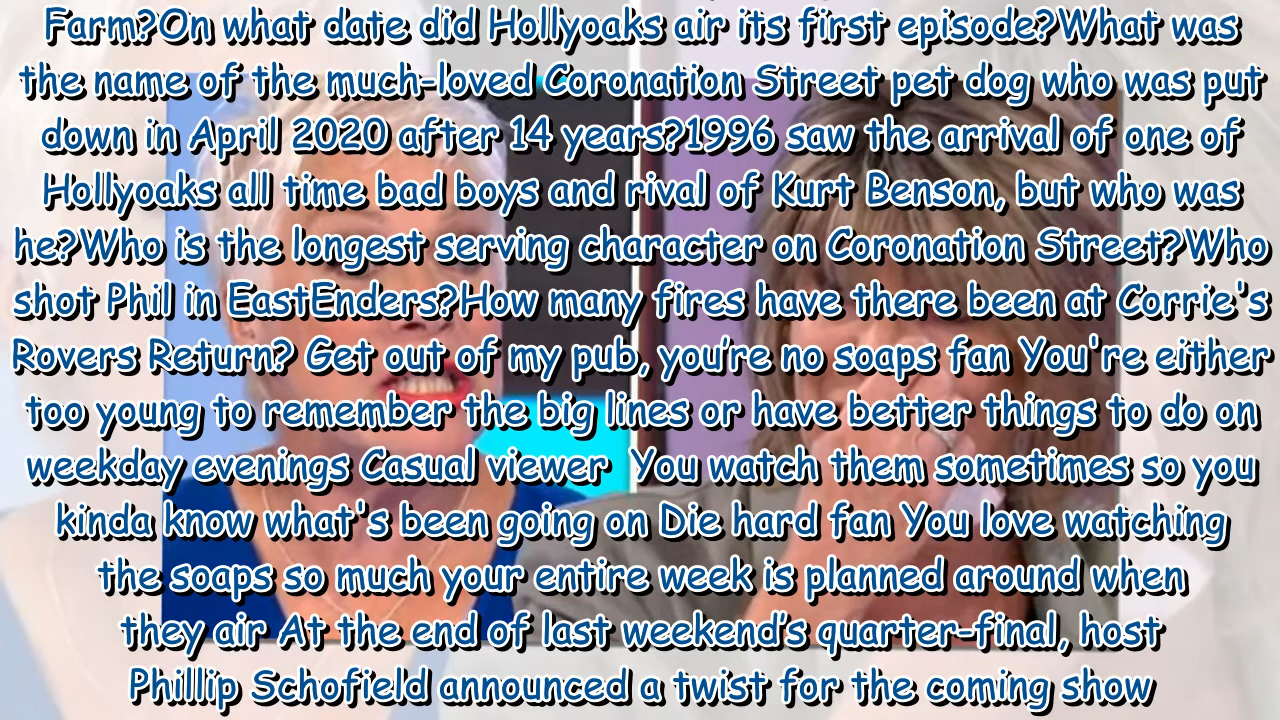 Farm?On what date did Hollyoaks air its first episode?What was
the name of the much-loved Coronation Street pet dog who was put
down in April 2020 after 14 years?1996 saw the arrival of one of
Hollyoaks all time bad boys and rival of Kurt Benson, but who was
he?Who is the longest serving character on Coronation Street?Who
shot Phil in EastEnders?How many fires have there been at Corrie's
Rovers Return? Get out of my pub, you’re no soaps fan You're either
too young to remember the big lines or have better things to do on
weekday evenings Casual viewer  You watch them sometimes so you
kinda know what's been going on Die hard fan You love watching
the soaps so much your entire week is planned around when
they air At the end of last weekend’s quarter-final, host
Phillip Schofield announced a twist for the coming show